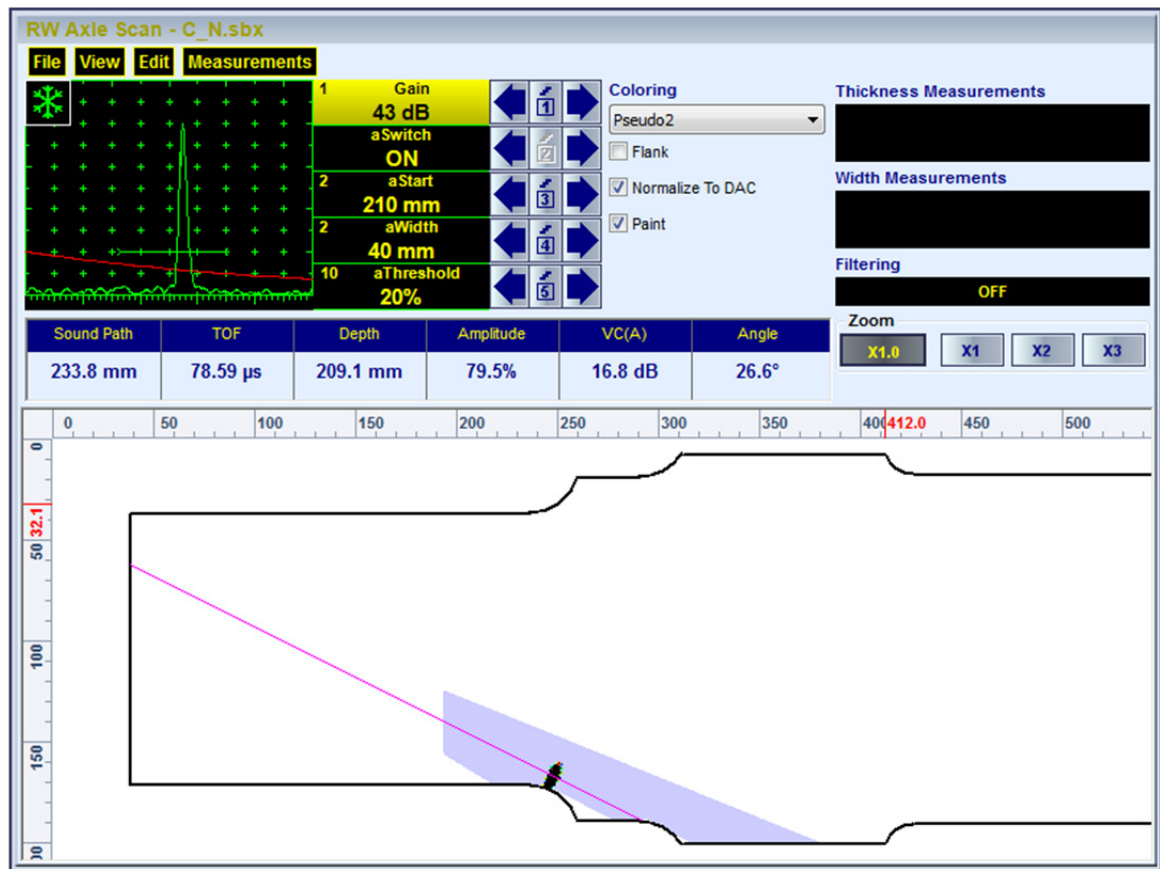 RW Axle Scan - C_N.sbx
File View Edit Measurements
1 Gain
43 dB
1
aSwitch
ON
2
2 aStart
210 mm
3
2 aWidth
40 mm
4
10 aThreshold
20%
5
Coloring
Pseudo2
Flank
Normalize To DAC
Paint
Thickness Measurements
Width Measurements
Filtering
OFF
Zoom
X1.0 X1 X2 X3
Sound Path TOF Depth Amplitude VC(A) Angle
233.8 mm 78.59 µs 209.1 mm 79.5% 16.8 dB 26.6°
0 50 100 150 200 250 300 350 400 412.0 450 500
0
32.1
50
100
150